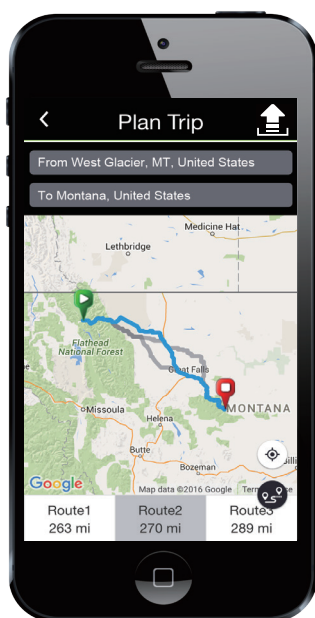 Plan Trip
From West Glacier, MT, United States
To Montana, United States
Medicine Hat
Lethbridge
Flathead
National Forest
Great Falls
MONTANA
Missoula
Helena
Butte
Bozeman
Google
Map data ©2016 Google
Route1
263 mi
Route2
270 mi
Route3
289 mi